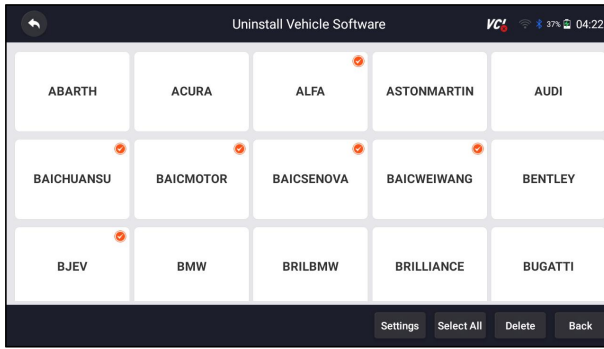 Uninstall Vehicle Software VC! 37% 04:22
ABARTH ACURA ALFA ASTONMARTIN AUDI
BAICHUANSU BAICMOTOR BAICSENOVA BAICWEIWANG BENTLEY
BJEV BMW BRILBMW BRILLIANCE BUGATTI
Settings Select All Delete Back